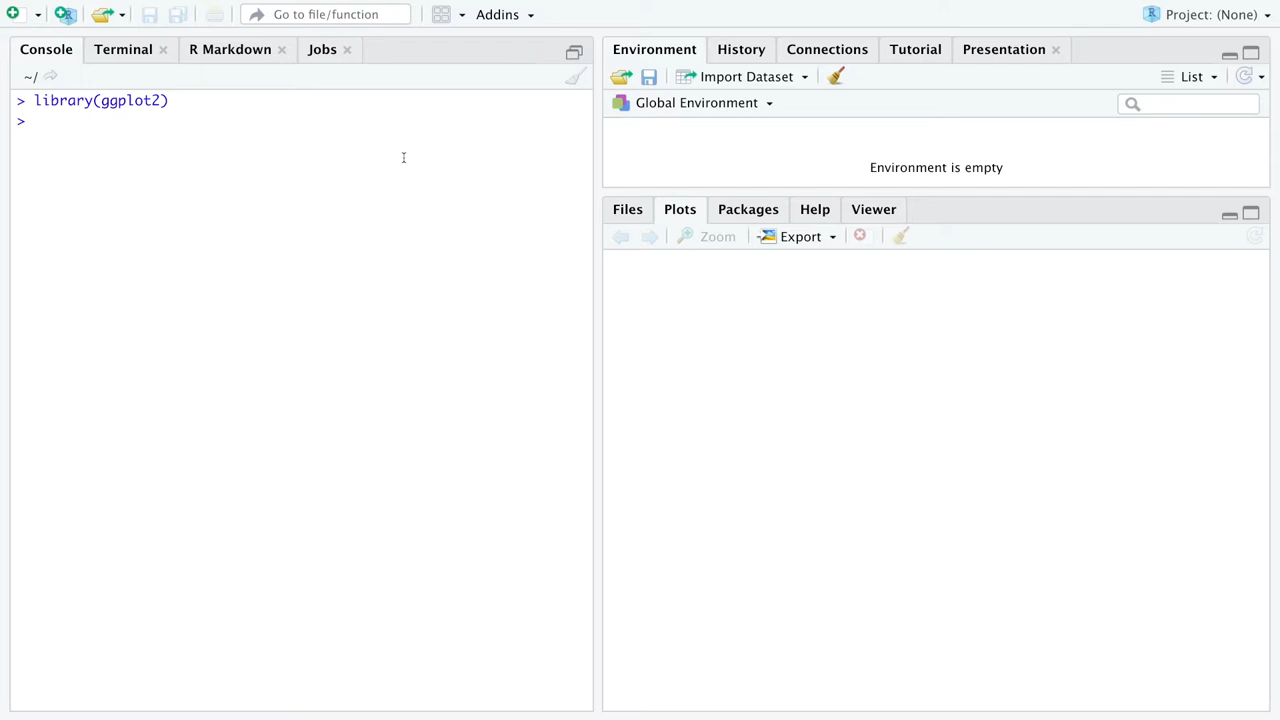 Go to file/function
Addins
Project: (None)
Console
Terminal
R Markdown
Jobs
~/
> library(ggplot2)
>
Environment
History
Connections
Tutorial
Presentation
Import Dataset
List
Global Environment
Environment is empty
Files
Plots
Packages
Help
Viewer
Zoom
Export